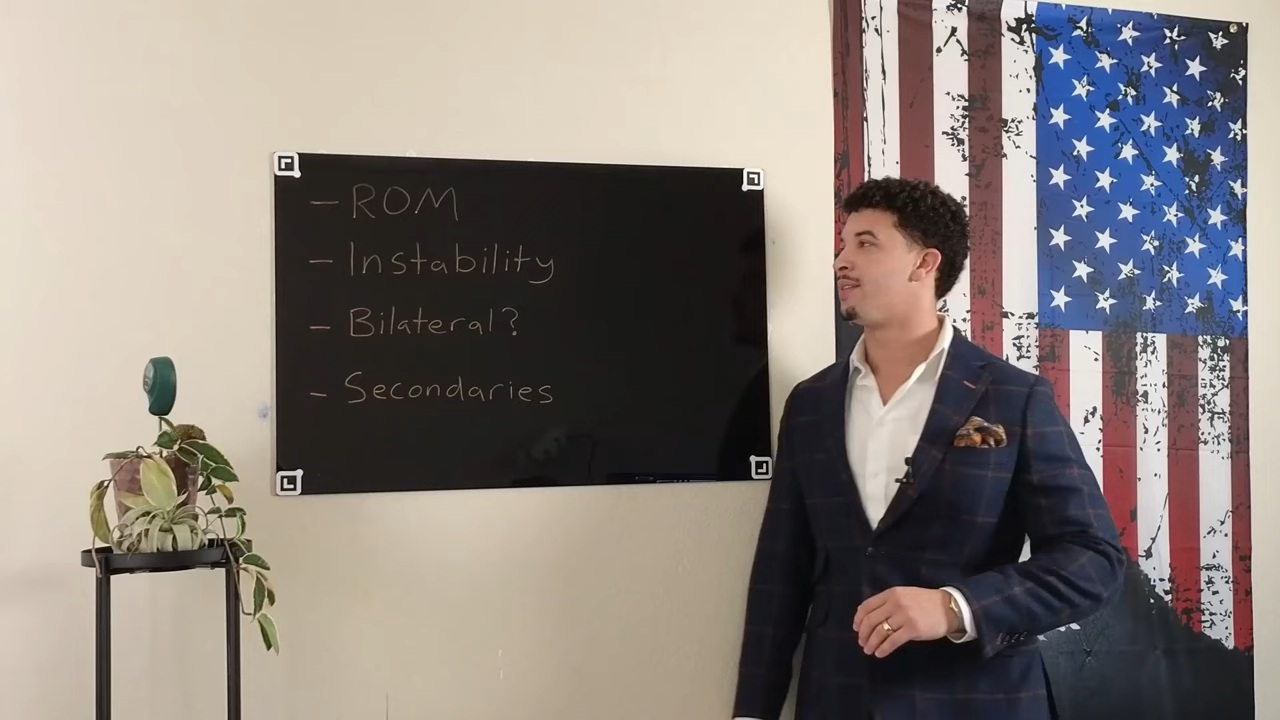 - ROM
- Instability
- Bilateral?
- Secondaries